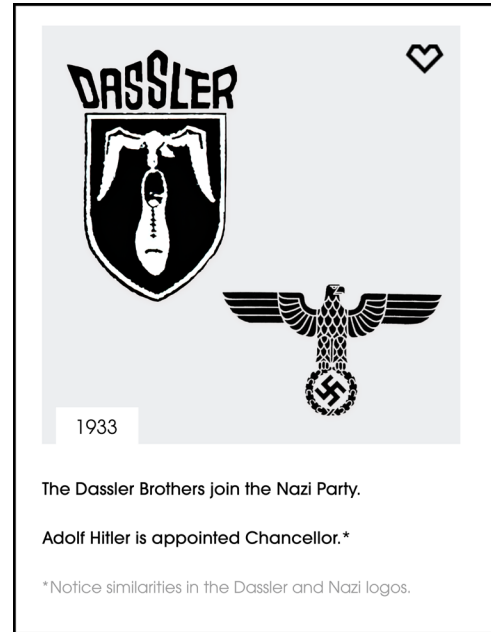 DASSLER
1933
The Dassler Brothers join the Nazi Party.
Adolf Hitler is appointed Chancellor.*
*Notice similarities in the Dassler and Nazi logos.